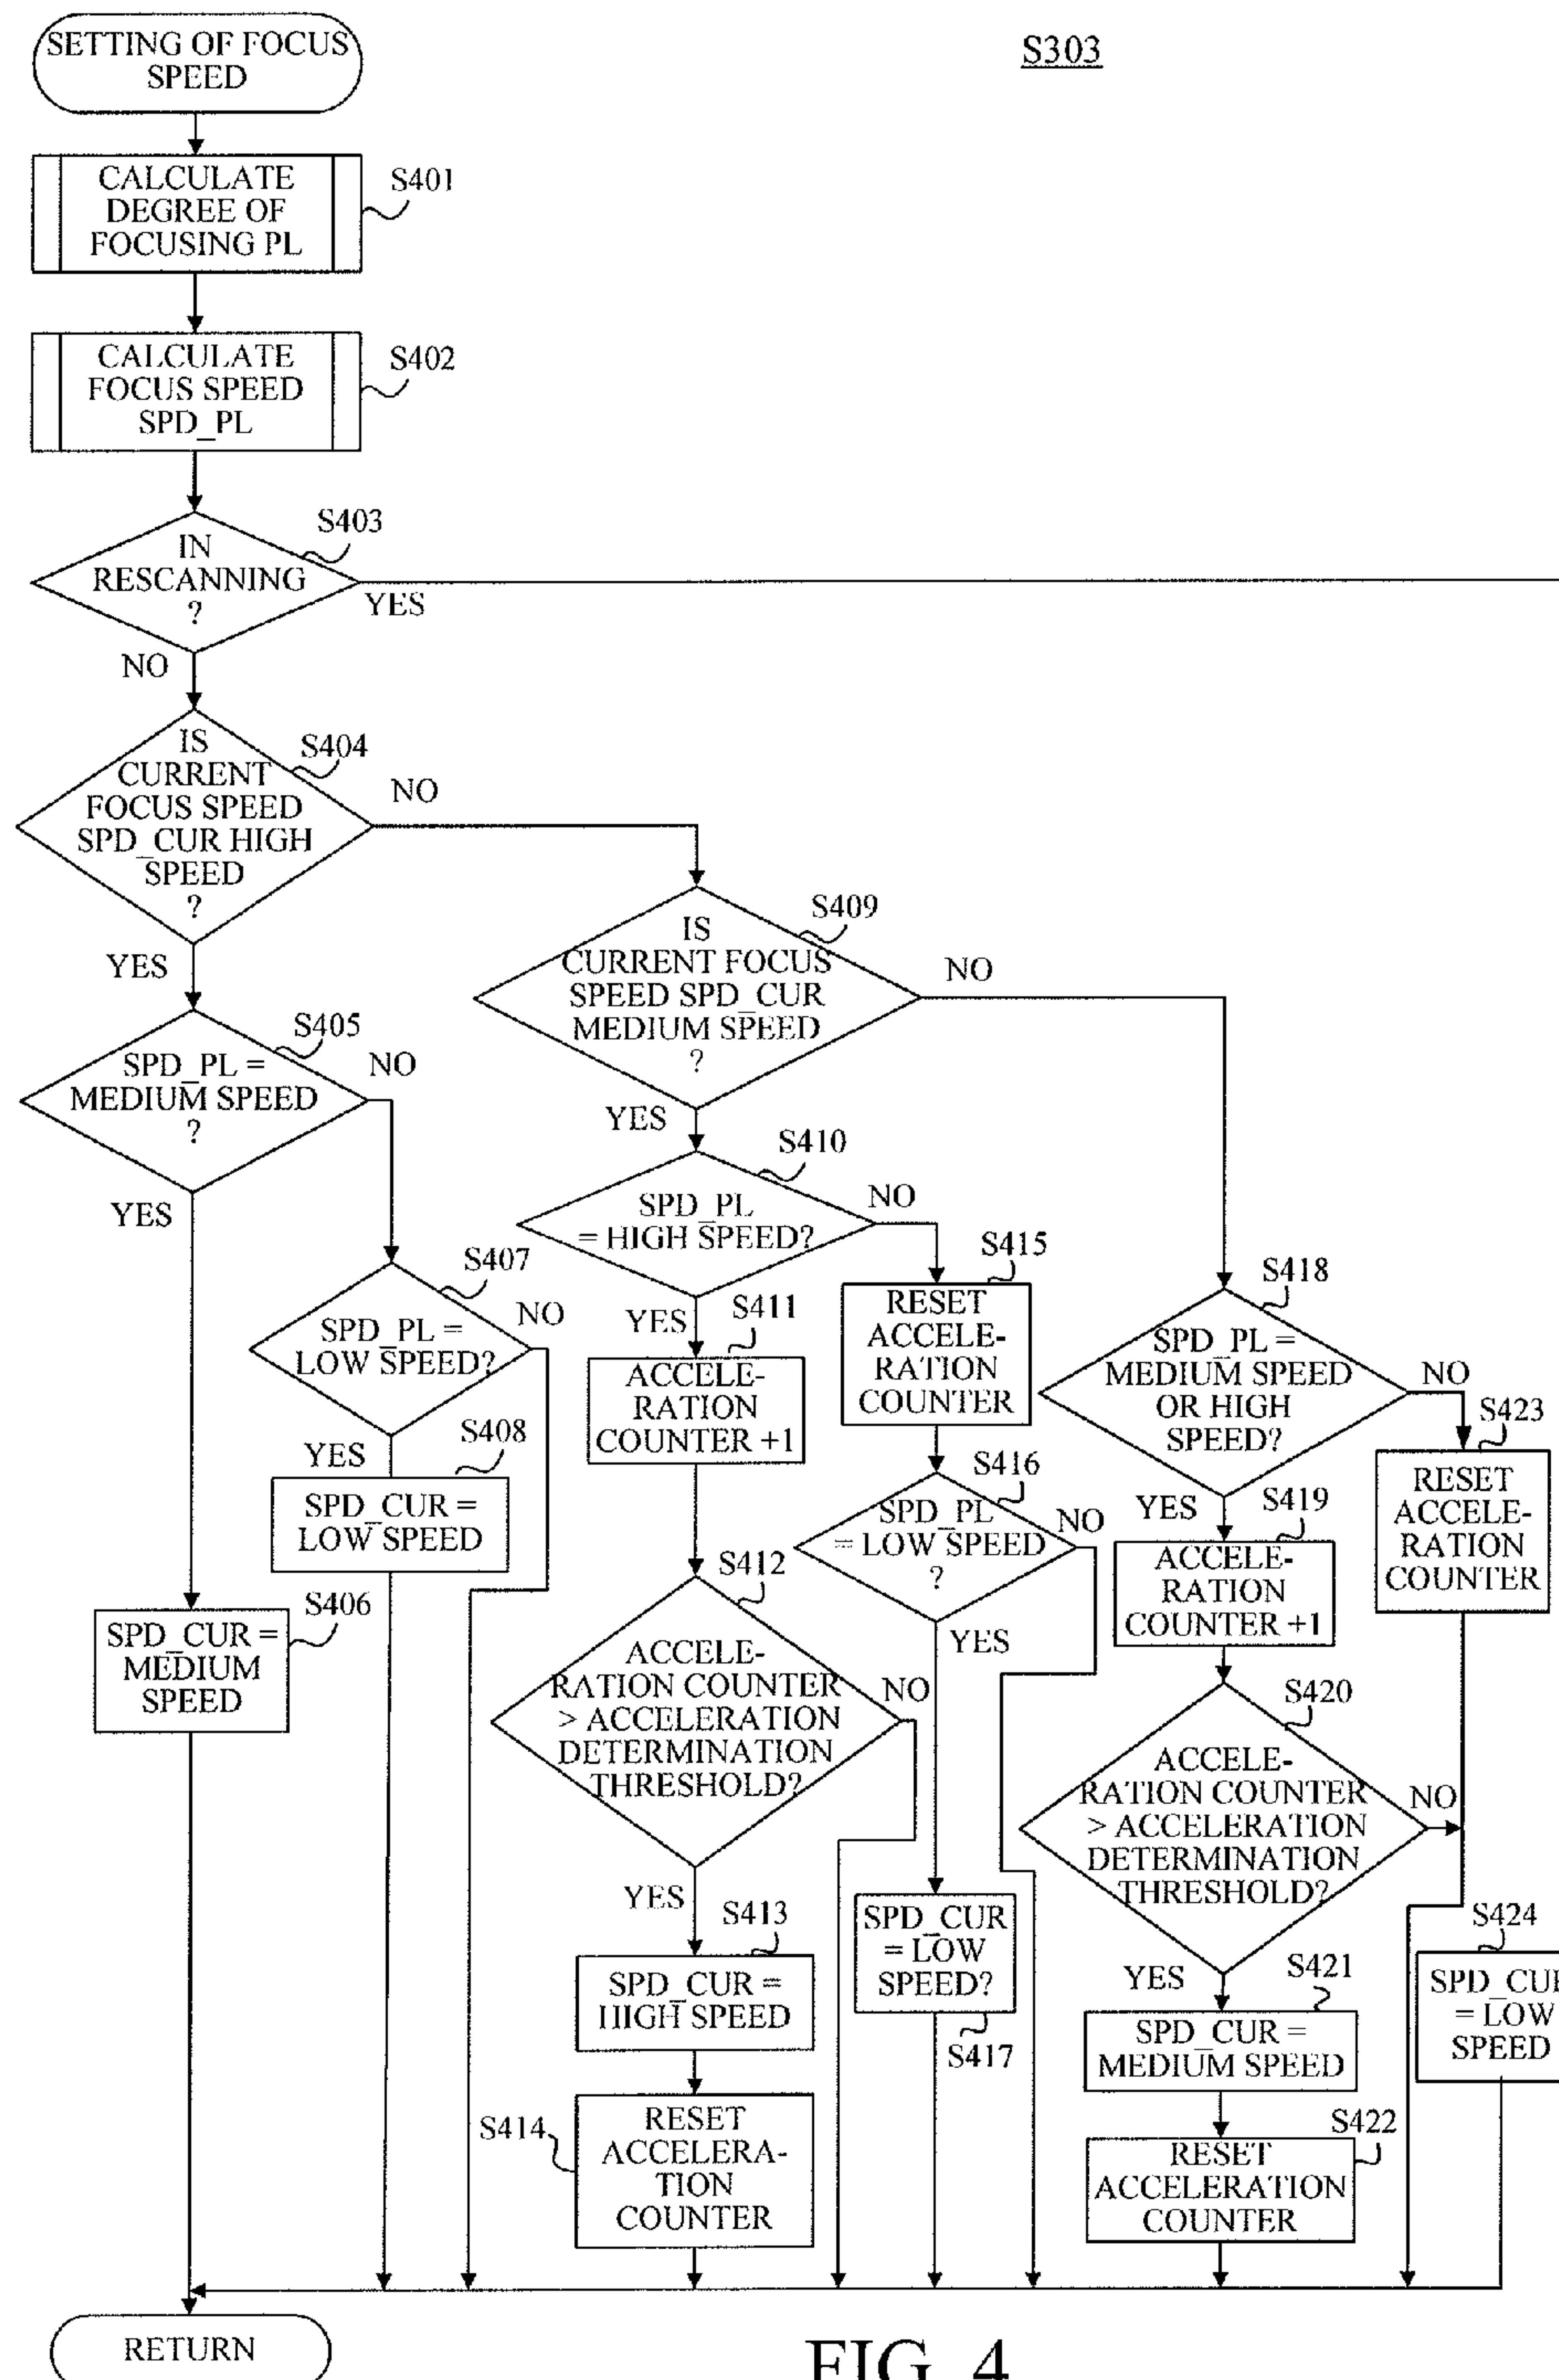 SETTING OF FOCUS
SPEED
S303
CALCULATE
DEGREE OF
FOCUSING PL
S401
CALCULATE
FOCUS SPEED
SPD_PL
S402
IN
RESCANNING
?
S403
YES
NO
IS
CURRENT
FOCUS SPEED
SPD_CUR HIGH
SPEED
?
S404
NO
YES
IS
CURRENT FOCUS
SPEED SPD_CUR
MEDIUM SPEED
?
S409
NO
YES
SPD_PL =
MEDIUM SPEED
?
S405
NO
YES
SPD_PL
= HIGH SPEED?
S410
NO
YES
SPD_PL =
LOW SPEED?
S407
NO
YES
S411
ACCELE-
RATION
COUNTER +1
S415
RESET
ACCELE-
RATION
COUNTER
S418
SPD_PL =
MEDIUM SPEED
OR HIGH
SPEED?
NO
YES
S408
SPD_CUR =
LOW SPEED
S416
SPD_PL
= LOW SPEED
?
NO
YES
S419
ACCELE-
RATION
COUNTER +1
S423
RESET
ACCELE-
RATION
COUNTER
S406
SPD_CUR =
MEDIUM
SPEED
S412
ACCELE-
RATION COUNTER
> ACCELERATION
DETERMINATION
THRESHOLD?
NO
YES
S420
ACCELE-
RATION COUNTER
> ACCELERATION
DETERMINATION
THRESHOLD?
NO
YES
S413
SPD_CUR =
HIGH SPEED
SPD_CUR
= LOW
SPEED?
S417
S421
SPD_CUR =
MEDIUM SPEED
S424
SPD_CUR
= LOW
SPEED
S414
RESET
ACCELERA-
TION
COUNTER
S422
RESET
ACCELERATION
COUNTER
RETURN
FIG. 4